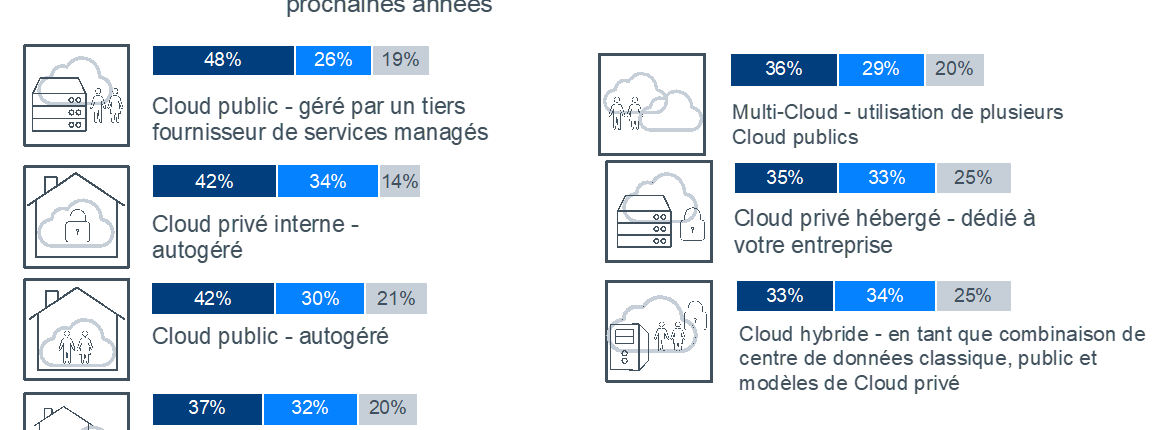 prochaines années
48% 26% 19%
Cloud public - géré par un tiers
fournisseur de services managés
42% 34% 14%
Cloud privé interne -
autogéré
42% 30% 21%
Cloud public - autogéré
37% 32% 20%
36% 29% 20%
Multi-Cloud - utilisation de plusieurs
Cloud publics
35% 33% 25%
Cloud privé hébergé - dédié à
votre entreprise
33% 34% 25%
Cloud hybride - en tant que combinaison de
centre de données classique, public et
modèles de Cloud privé